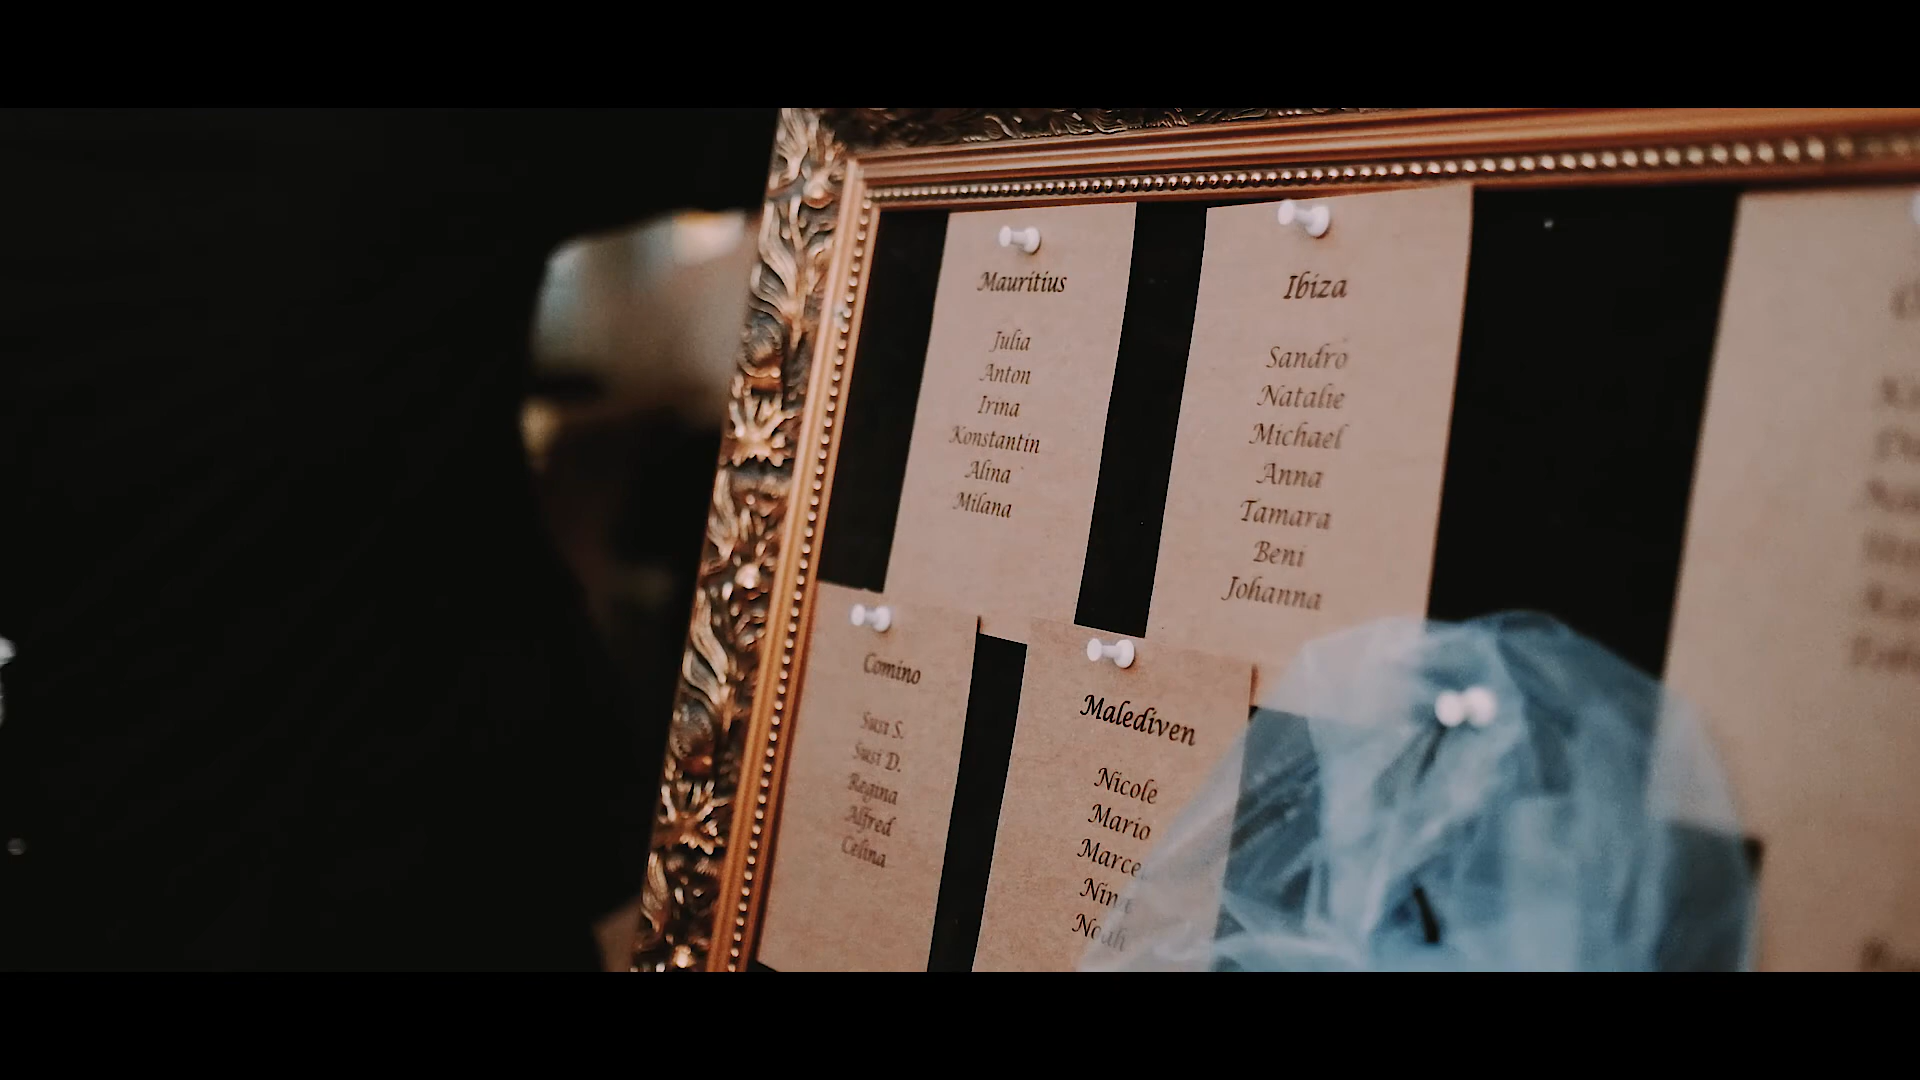 Mauritius
Julia
Anton
Irina
Konstantin
Alina
Milana
Ibiza
Sandro
Natalie
Michael
Anna
Tamara
Beni
Johanna
Comino
Susi S.
Susi D.
Regina
Alfred
Celina
Malediven
Nicole
Mario
Noah